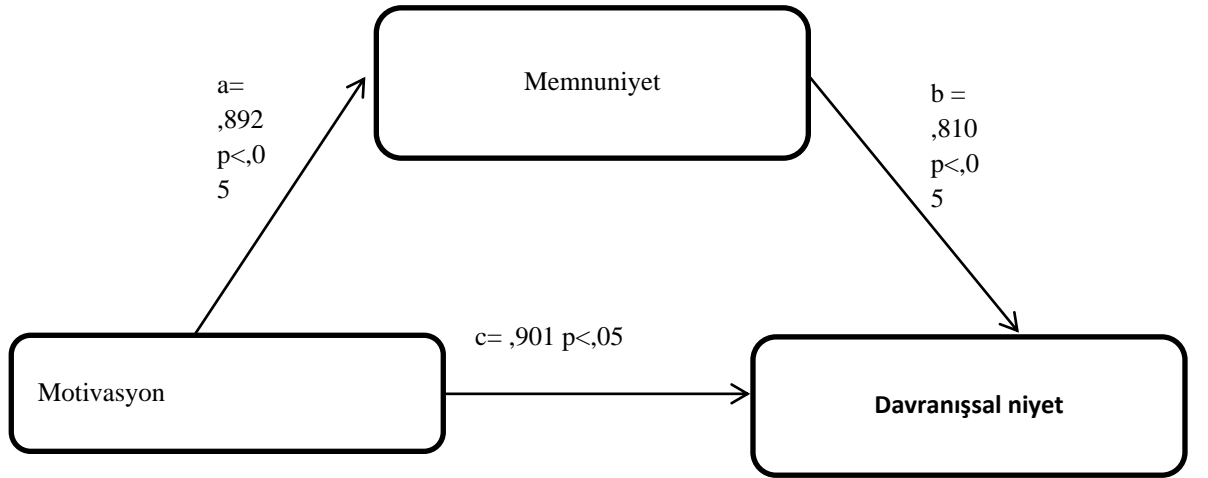 Memnuniyet
a=
,892
p<,0
5
b =
,810
p<,0
5
c= ,901 p<,05
Motivasyon
Davranışsal niyet